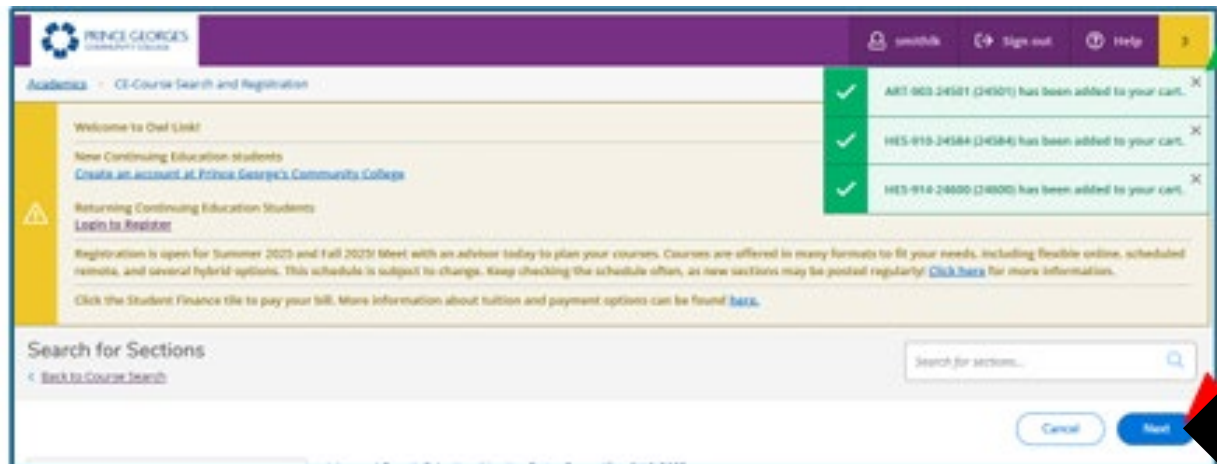 PRINCE GEORGE'S
COMMUNITY COLLEGE
smithlk
Sign out
Help
3
Academics
CE-Course Search and Registration
ART-903-24501 (24501) has been added to your cart.
HES-910-24584 (24584) has been added to your cart.
HES-914-24600 (24600) has been added to your cart.
Welcome to Owl Link!
New Continuing Education students
Create an account at Prince George's Community College
Returning Continuing Education Students
Login to Register
Registration is open for Summer 2025 and Fall 2025! Meet with an advisor today to plan your courses. Courses are offered in many formats to fit your needs, including flexible online, scheduled
remote, and several hybrid options. This schedule is subject to change. Keep checking the schedule often, as new sections may be posted regularly! Click here for more information.
Click the Student Finance tile to pay your bill. More information about tuition and payment options can be found here.
Search for Sections
Search for sections...
Back to Course Search
Cancel
Next